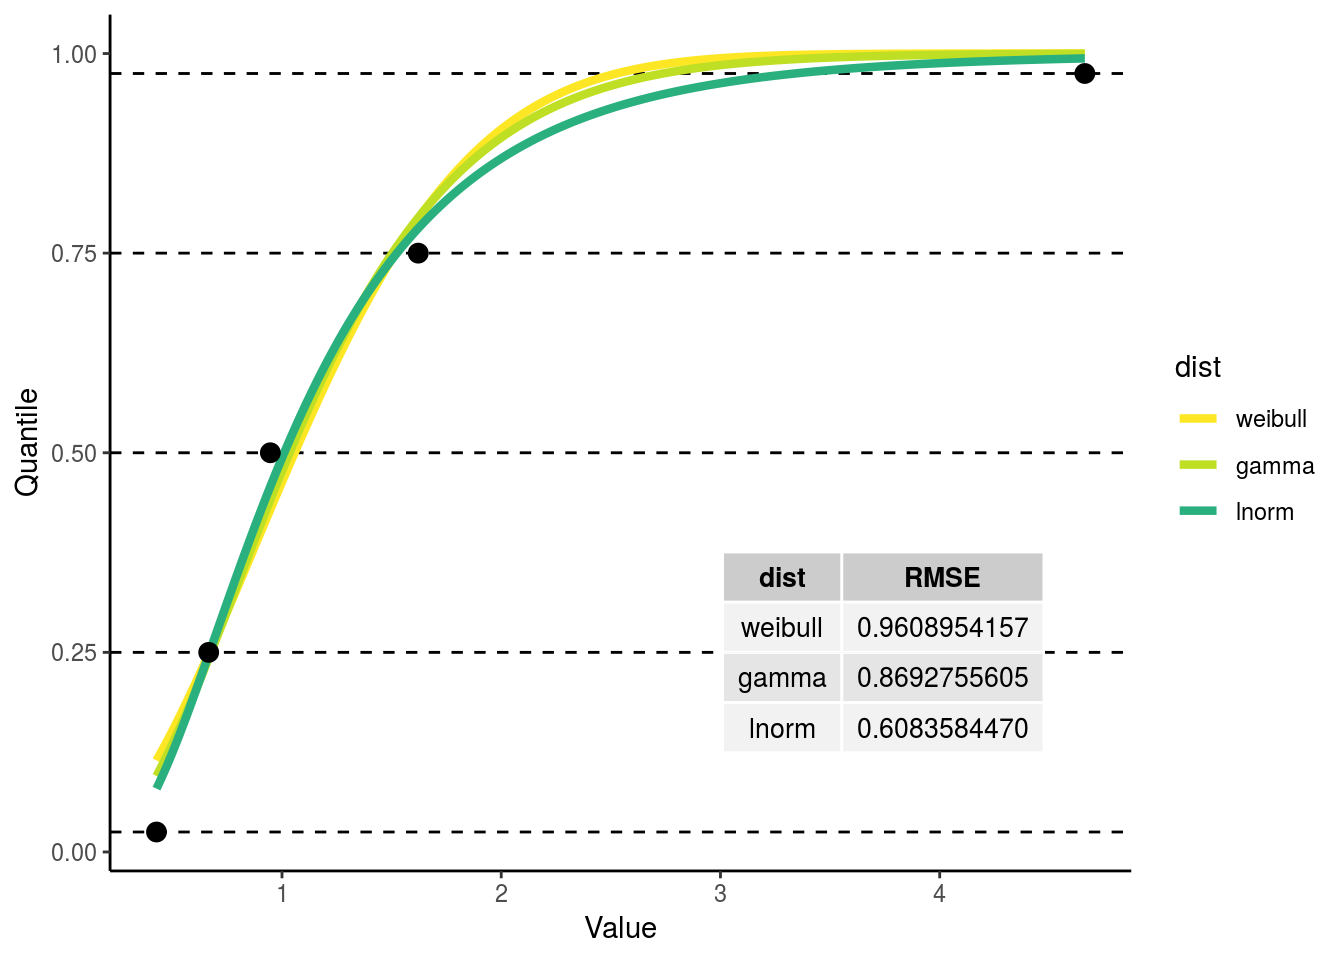 1.00
0.75
0.50
0.25
0.00
Quantile
1 2 3 4
Value
dist
weibull
gamma
lnorm
dist RMSE
weibull 0.9608954157
gamma 0.8692755605
lnorm 0.6083584470